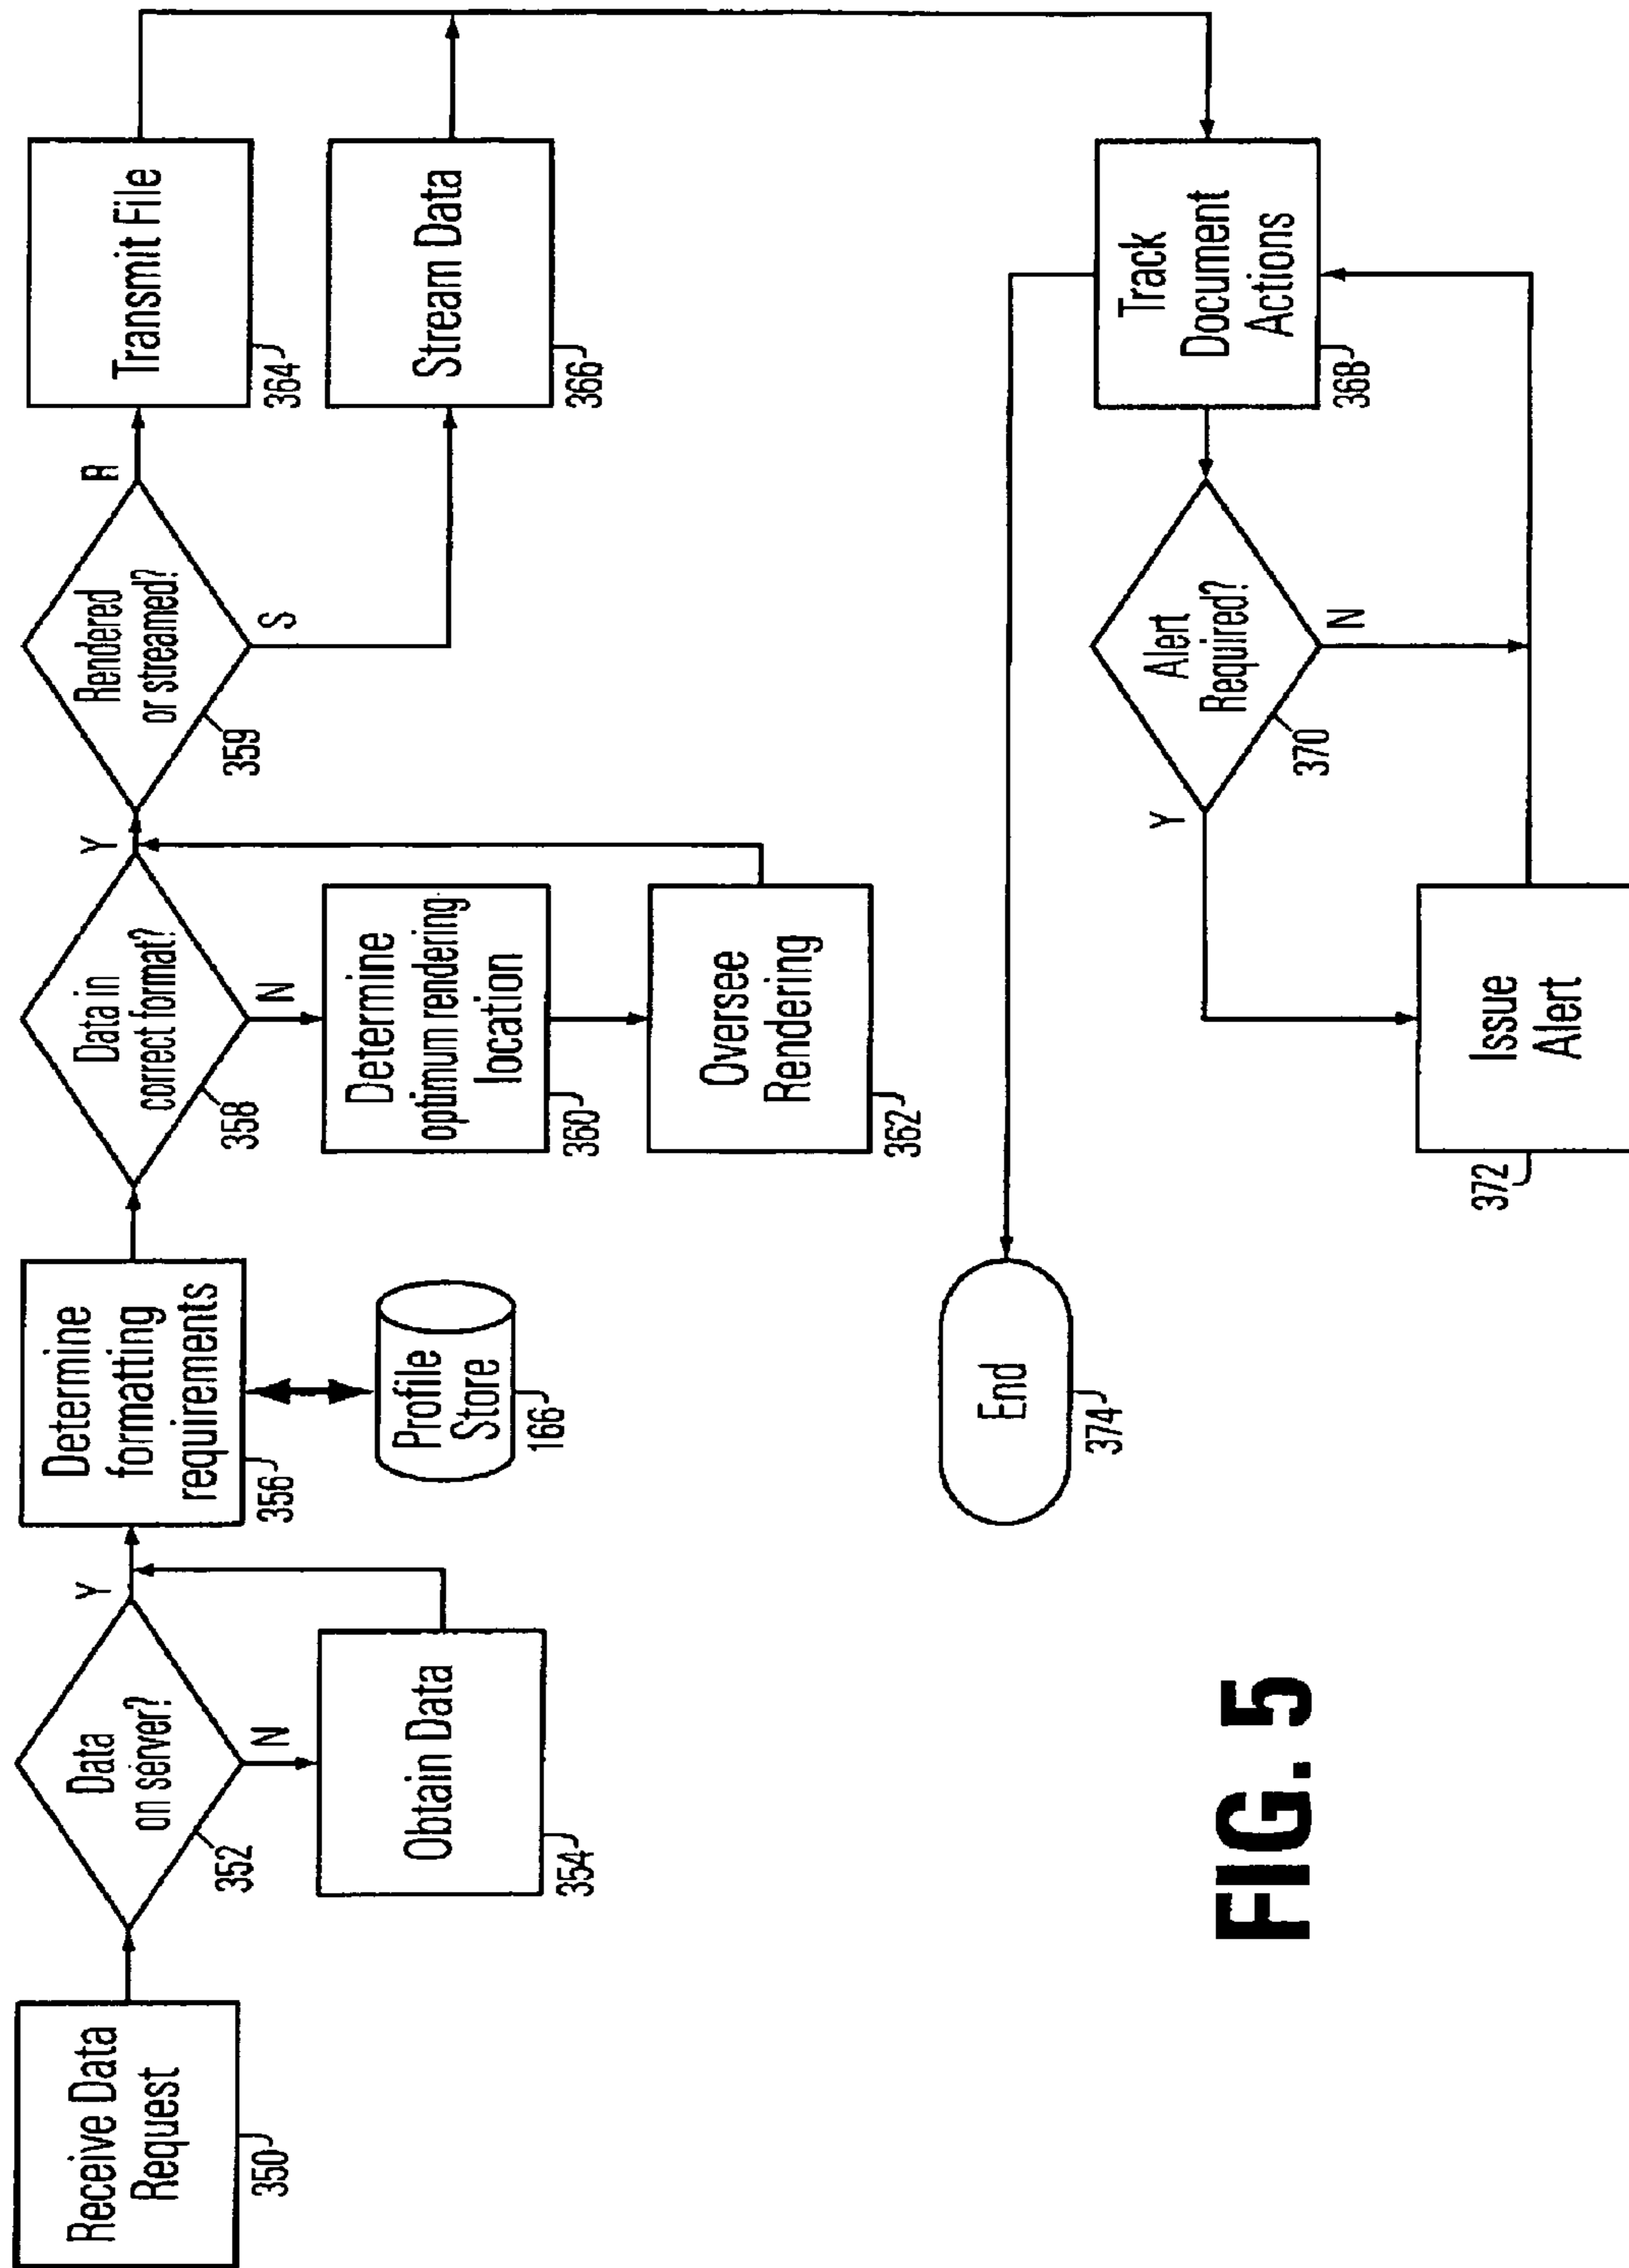 Receive Data
Request
350
Data
on server?
352
Y
N
Obtain Data
354
Determine
formatting
requirements
356
Profile
Store
166
Data in
correct format?
358
Y
N
Determine
optimum rendering
location
360
Oversee
Rendering
362
Rendered
or streamed?
359
R
S
Transmit File
364
Stream Data
366
Track
Document
Actions
368
Alert
Required?
370
Y
N
Issue
Alert
372
End
374
FIG. 5